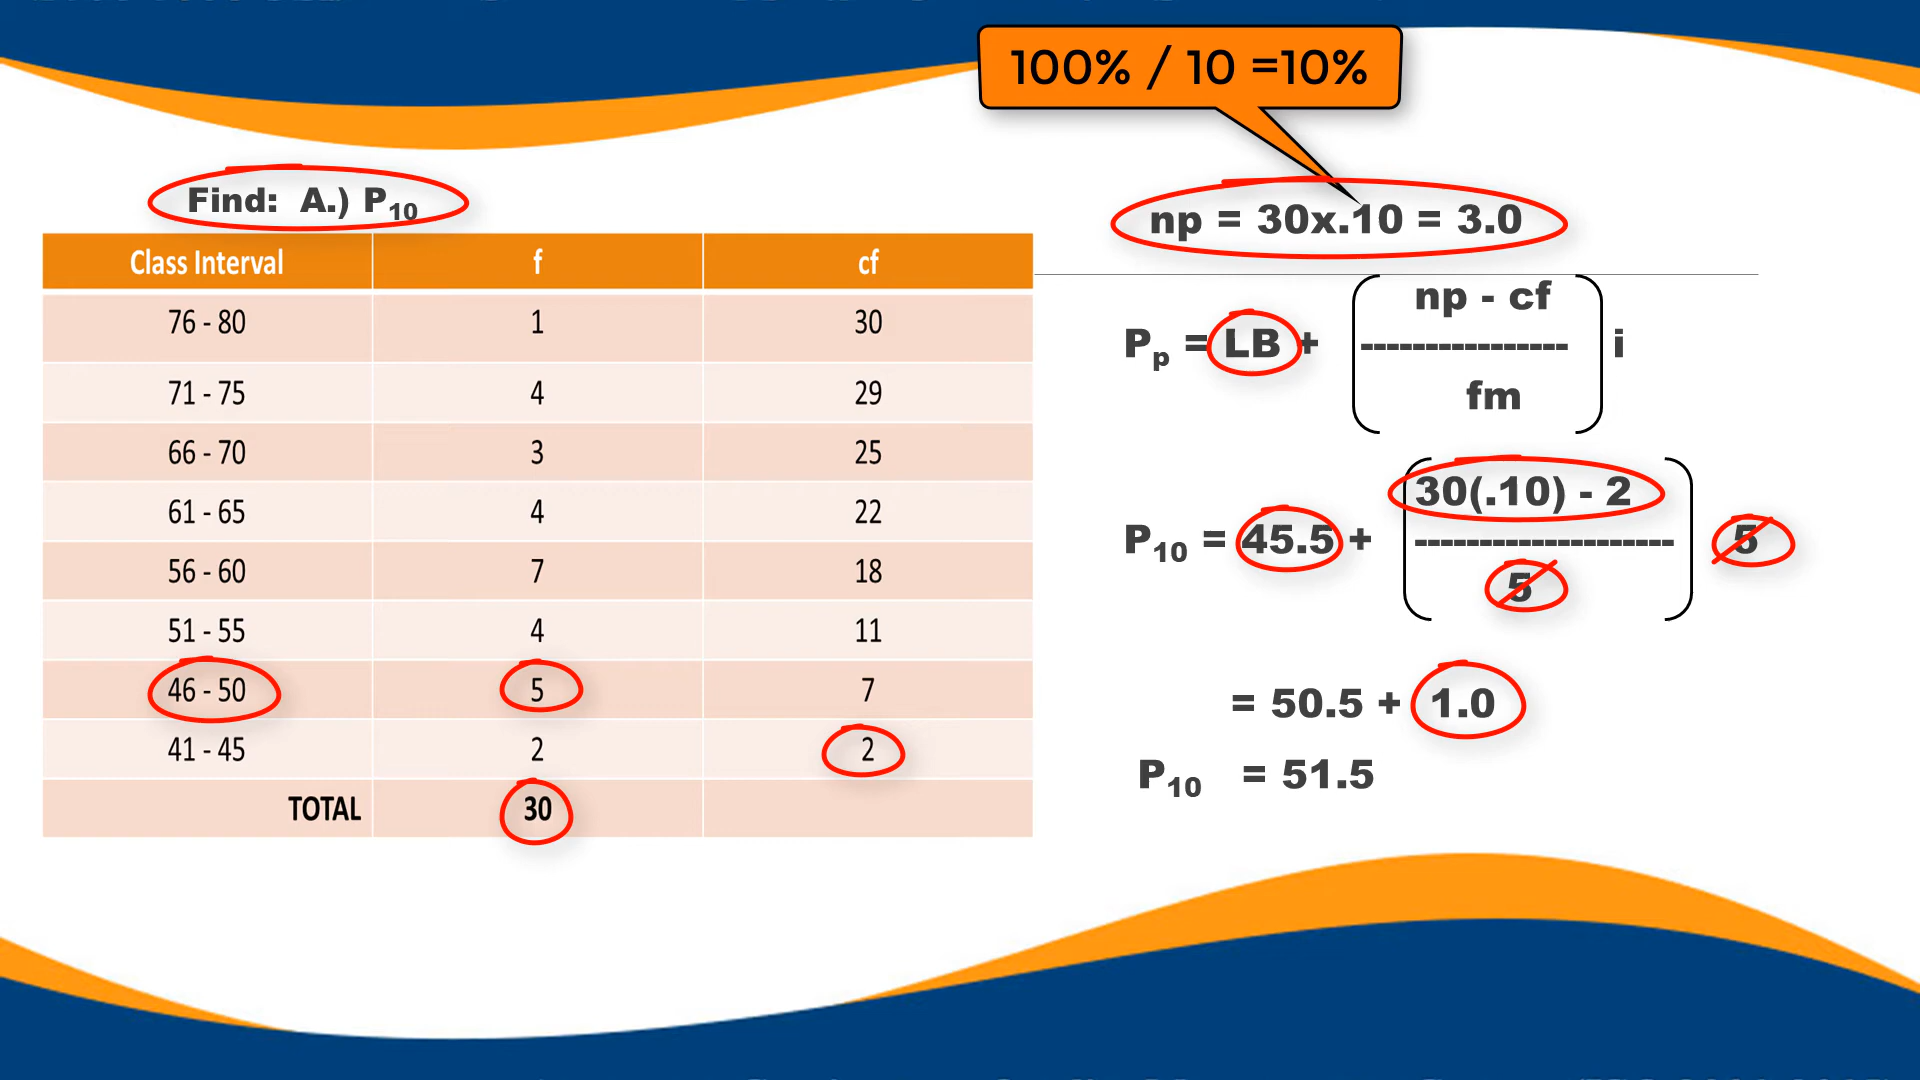 100% / 10 =10%
Find: A.) P10
np = 30x.10 = 3.0
Class Interval f cf
76 - 80 1 30
71 - 75 4 29
66 - 70 3 25
61 - 65 4 22
56 - 60 7 18
51 - 55 4 11
46 - 50 5 7
41 - 45 2 2
TOTAL 30
np - cf
Pp = LB + ---------------- i
fm
30(.10) - 2
P10 = 45.5 + -------------------- 5
5
= 50.5 + 1.0
P10 = 51.5